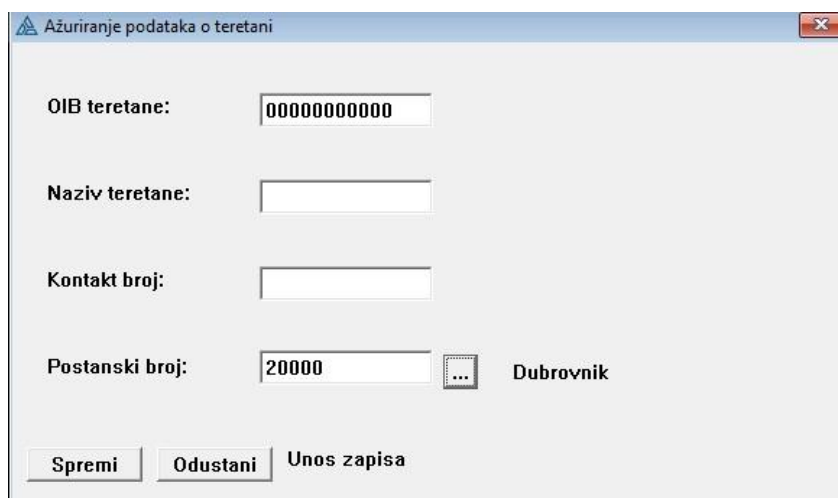 Ažuriranje podataka o teretani
OIB teretane: 00000000000
Naziv teretane:
Kontakt broj:
Postanski broj: 20000 ... Dubrovnik
Spremi Odustani Unos zapisa